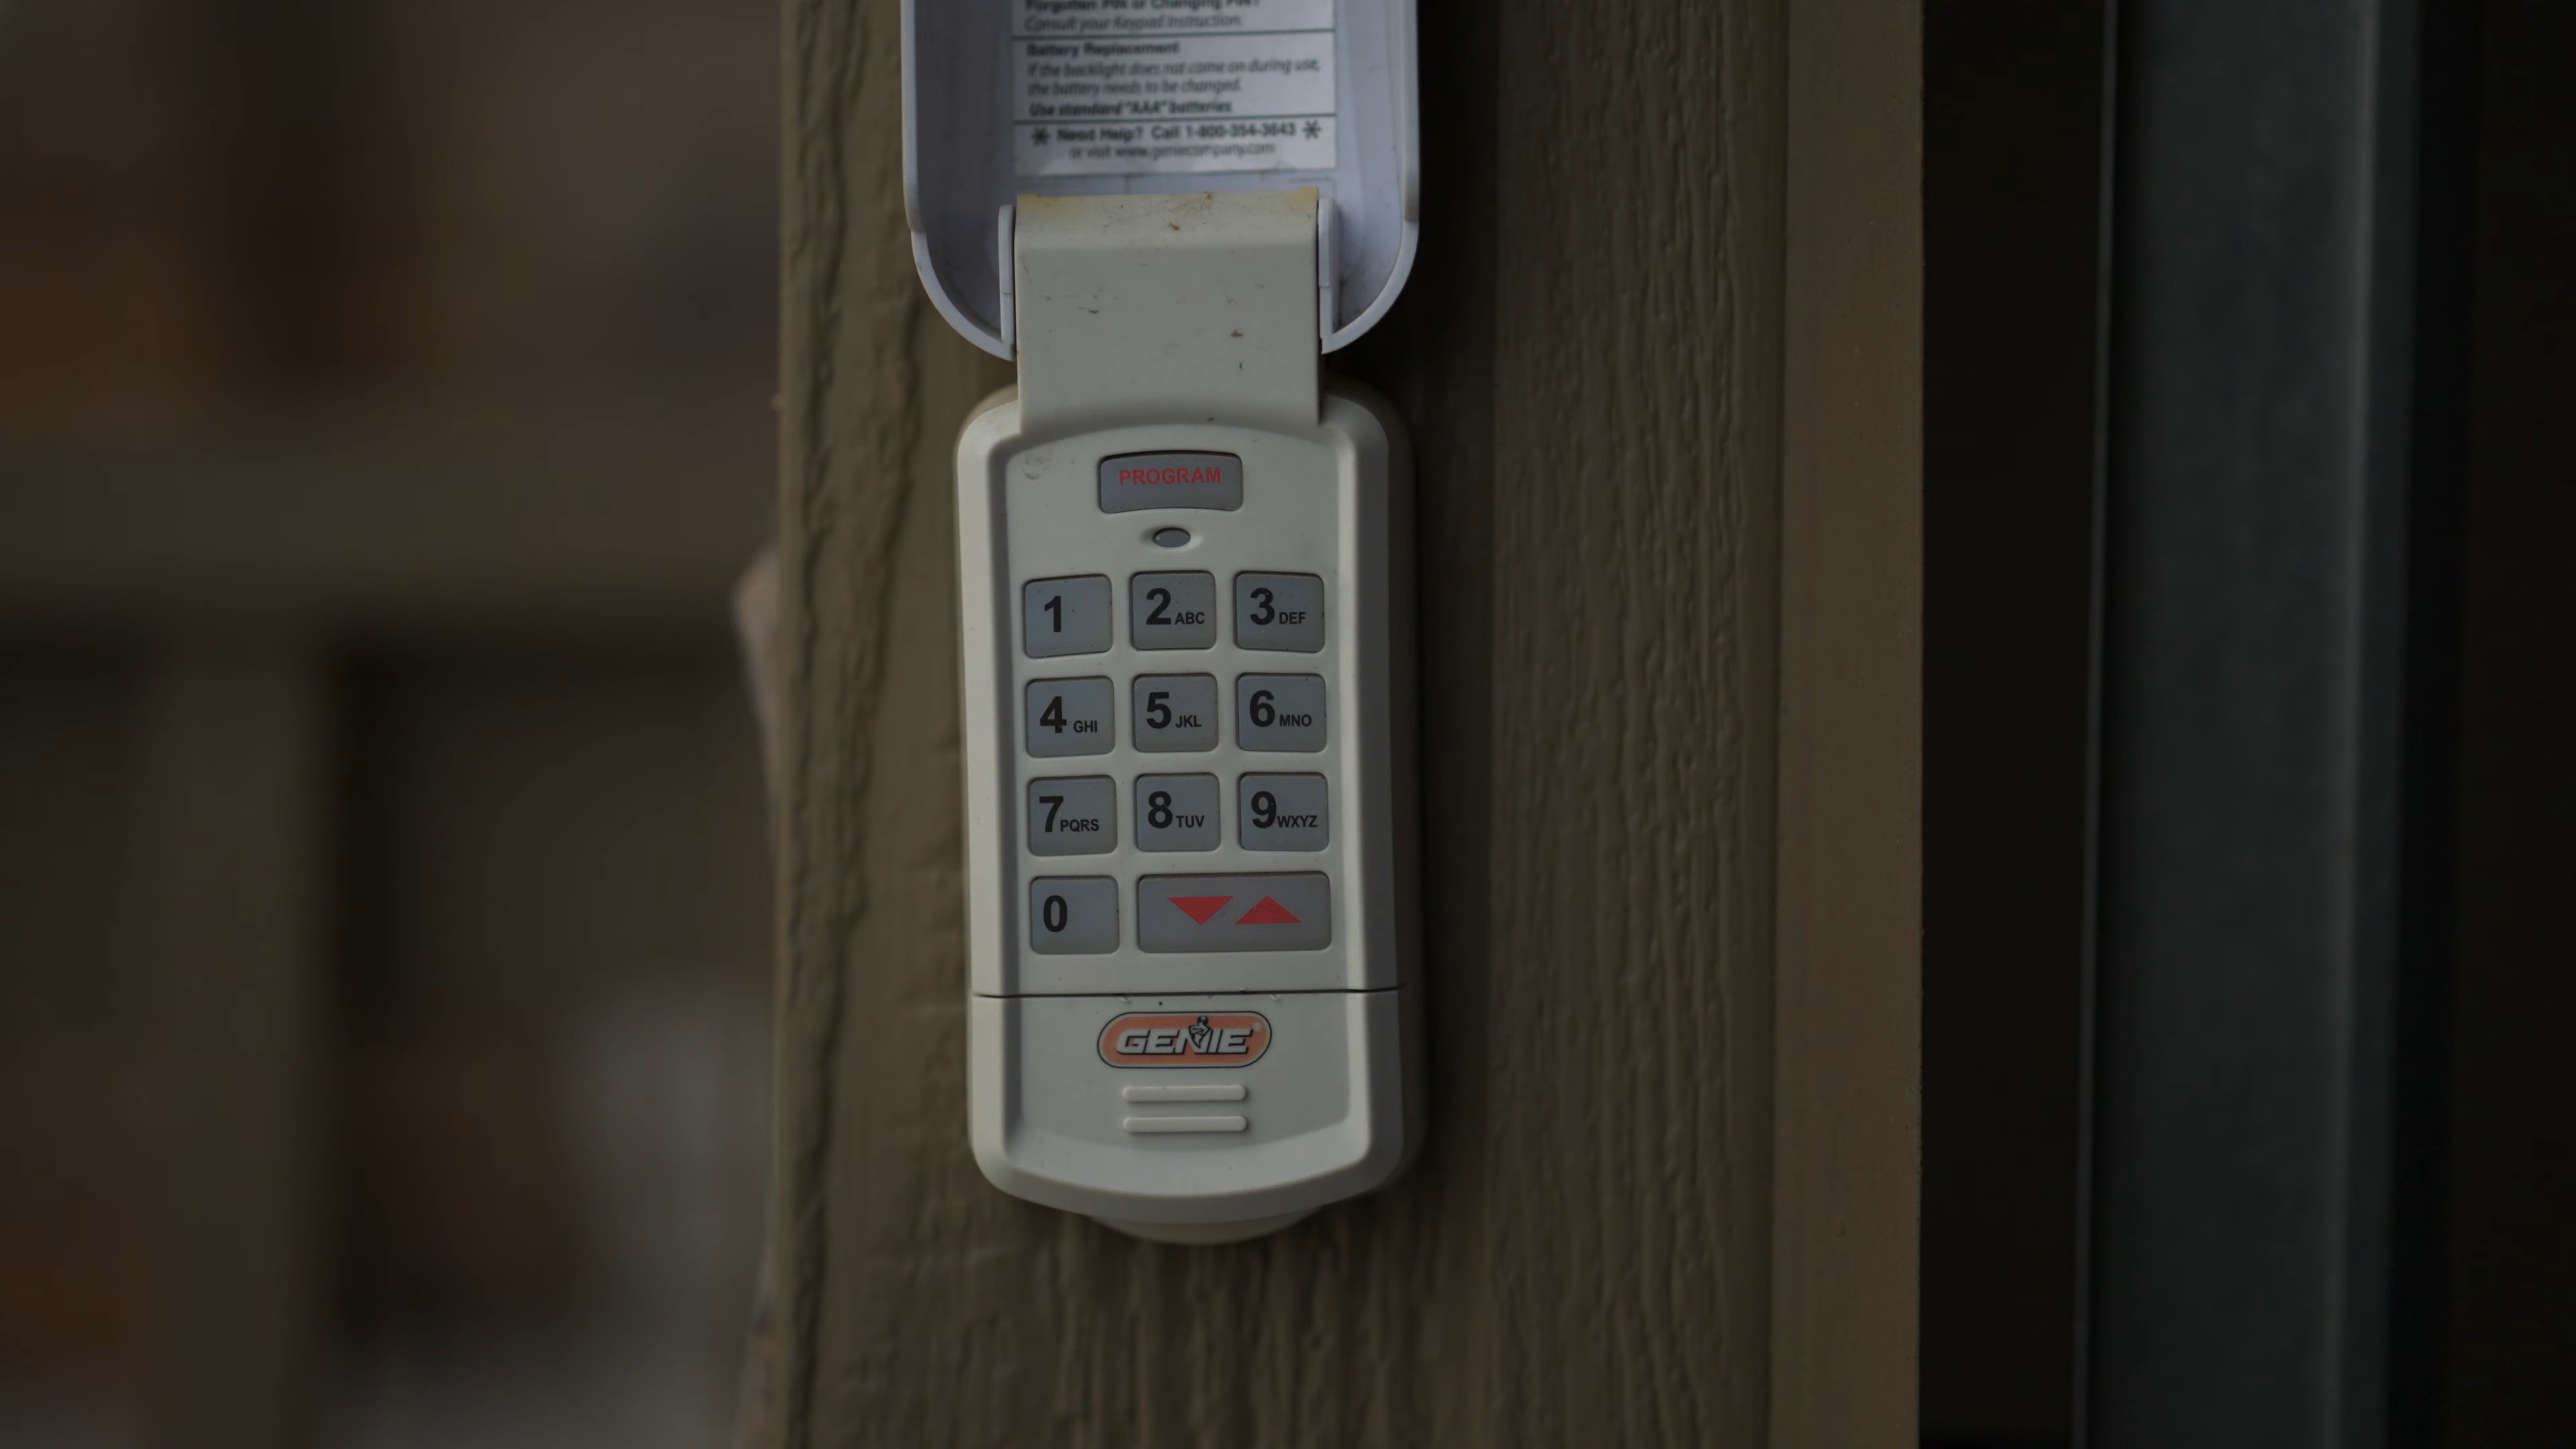 Forgotten PIN or Changing PIN?
Consult your Keypad Instruction.
Battery Replacement
If the backlight does not come on during use,
the battery needs to be changed.
Use standard "AAA" batteries
* Need Help? Call 1-800-354-3643 *
or visit www.geniecompany.com
PROGRAM
1 2 ABC 3 DEF
4 GHI 5 JKL 6 MNO
7 PQRS 8 TUV 9 WXYZ
0
GENIE